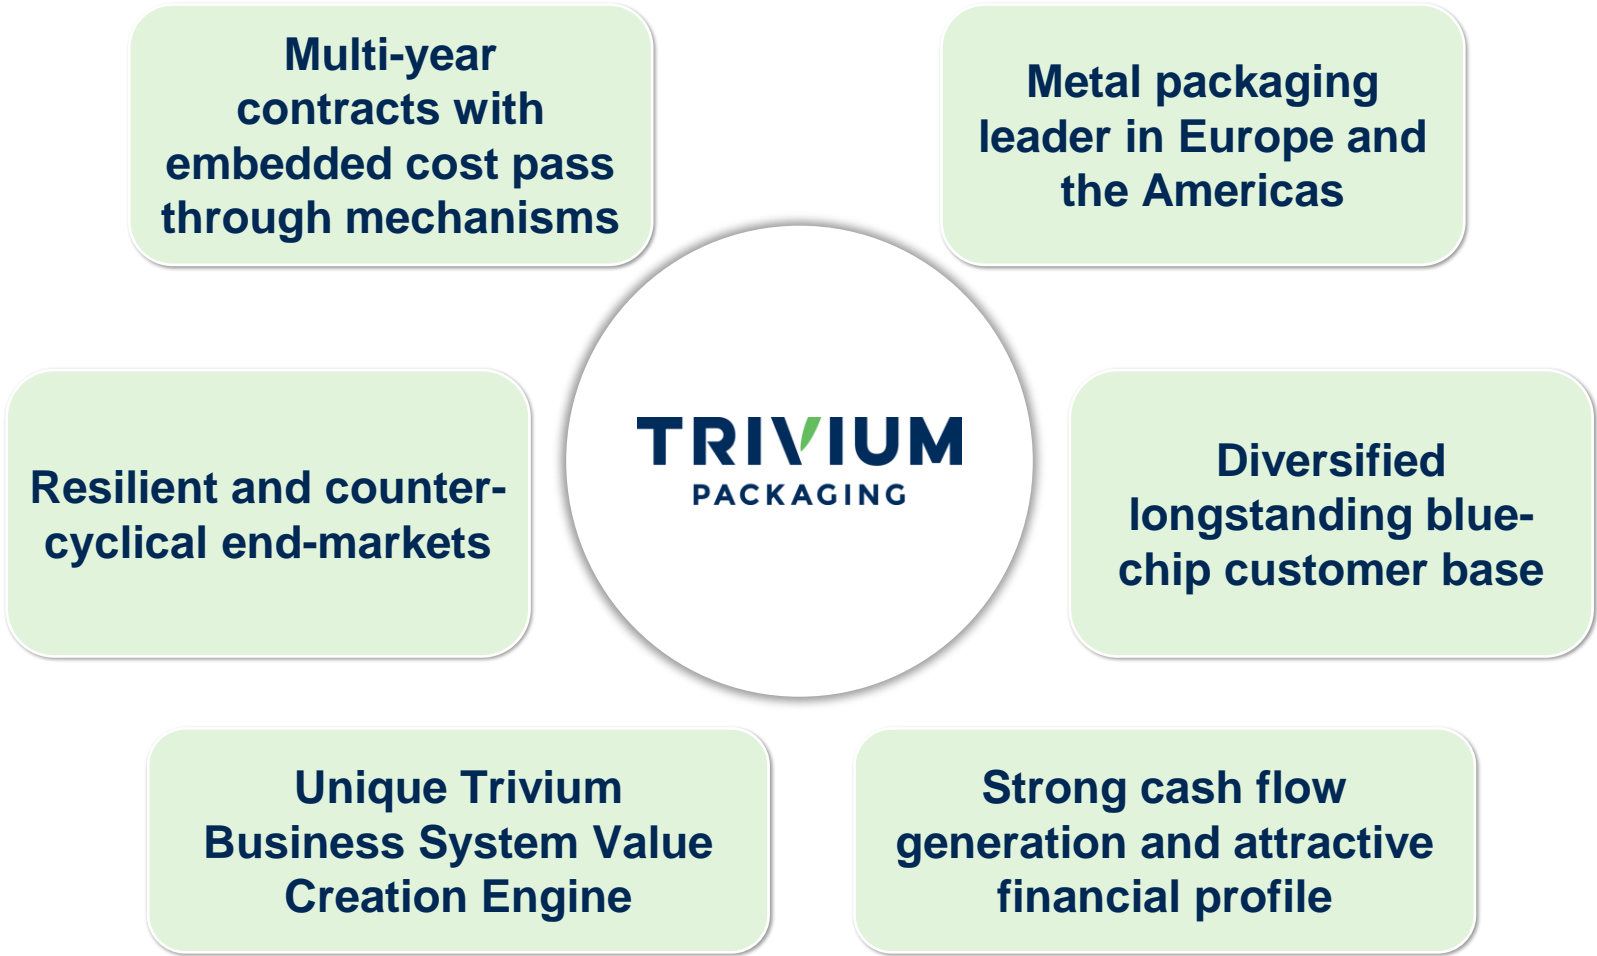 Multi-year
contracts with
embedded cost pass
through mechanisms
Metal packaging
leader in Europe and
the Americas
Resilient and counter-
cyclical end-markets
TRIVIUM
PACKAGING
Diversified
longstanding blue-
chip customer base
Unique Trivium
Business System Value
Creation Engine
Strong cash flow
generation and attractive
financial profile